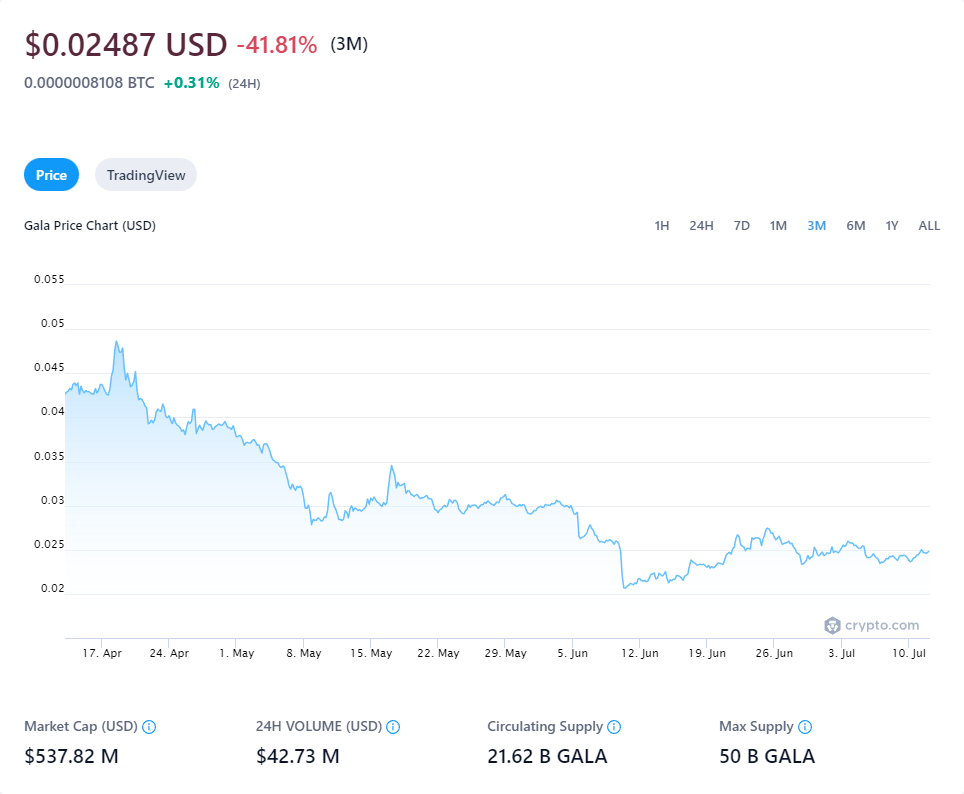 $0.02487 USD -41.81% (3M)
0.0000008108 BTC +0.31% (24H)
Price TradingView
Gala Price Chart (USD) 1H 24H 7D 1M 3M 6M 1Y ALL
0.055
0.05
0.045
0.04
0.035
0.03
0.025
0.02
crypto.com
17. Apr 24. Apr 1. May 8. May 15. May 22. May 29. May 5. Jun 12. Jun 19. Jun 26. Jun 3. Jul 10. Jul
Market Cap (USD) 24H VOLUME (USD) Circulating Supply Max Supply
$537.82 M $42.73 M 21.62 B GALA 50 B GALA